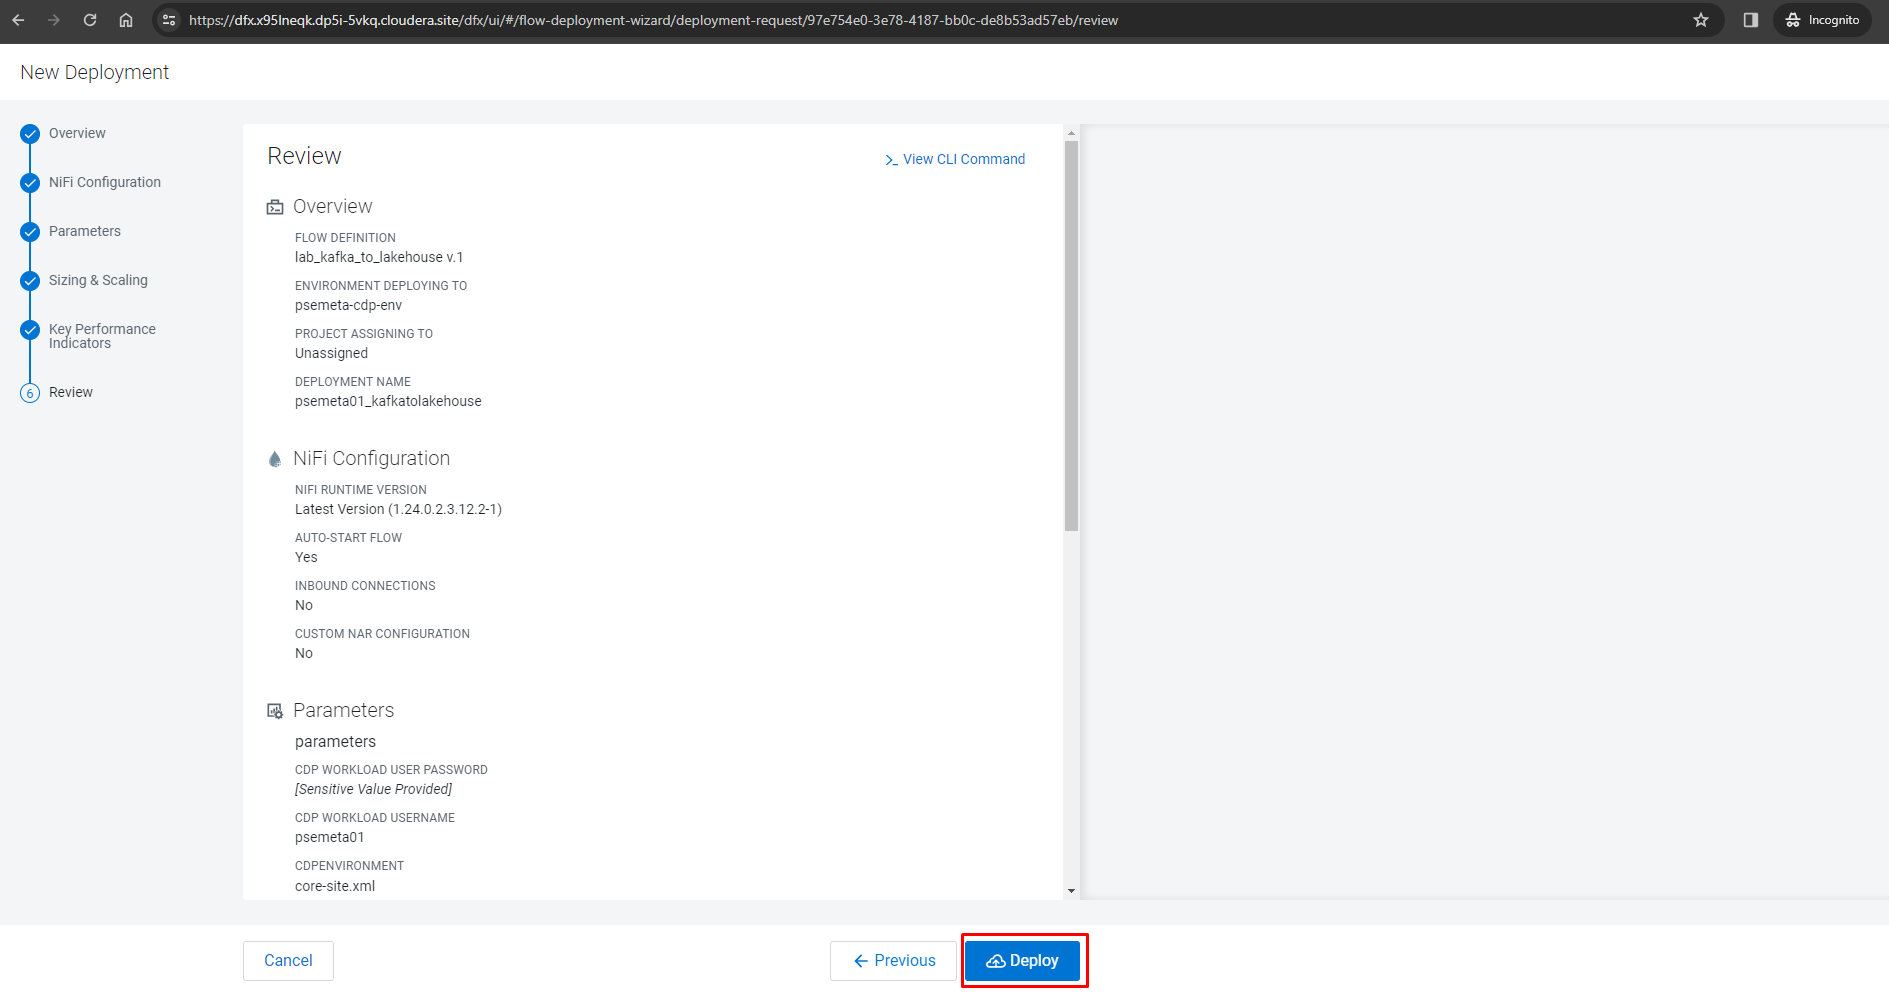 https://dfx.x95lneqk.dp5i-5vkq.cloudera.site/dfx/ui/#/flow-deployment-wizard/deployment-request/97e754e0-3e78-4187-bb0c-de8b53ad57eb/review
Incognito
New Deployment
Overview
NiFi Configuration
Parameters
Sizing & Scaling
Key Performance
Indicators
6 Review
Review
View CLI Command
Overview
FLOW DEFINITION
lab_kafka_to_lakehouse v.1
ENVIRONMENT DEPLOYING TO
psemeta-cdp-env
PROJECT ASSIGNING TO
Unassigned
DEPLOYMENT NAME
psemeta01_kafkatolakehouse
NiFi Configuration
NIFI RUNTIME VERSION
Latest Version (1.24.0.2.3.12.2-1)
AUTO-START FLOW
Yes
INBOUND CONNECTIONS
No
CUSTOM NAR CONFIGURATION
No
Parameters
parameters
CDP WORKLOAD USER PASSWORD
[Sensitive Value Provided]
CDP WORKLOAD USERNAME
psemeta01
CDPENVIRONMENT
core-site.xml
Cancel
Previous
Deploy